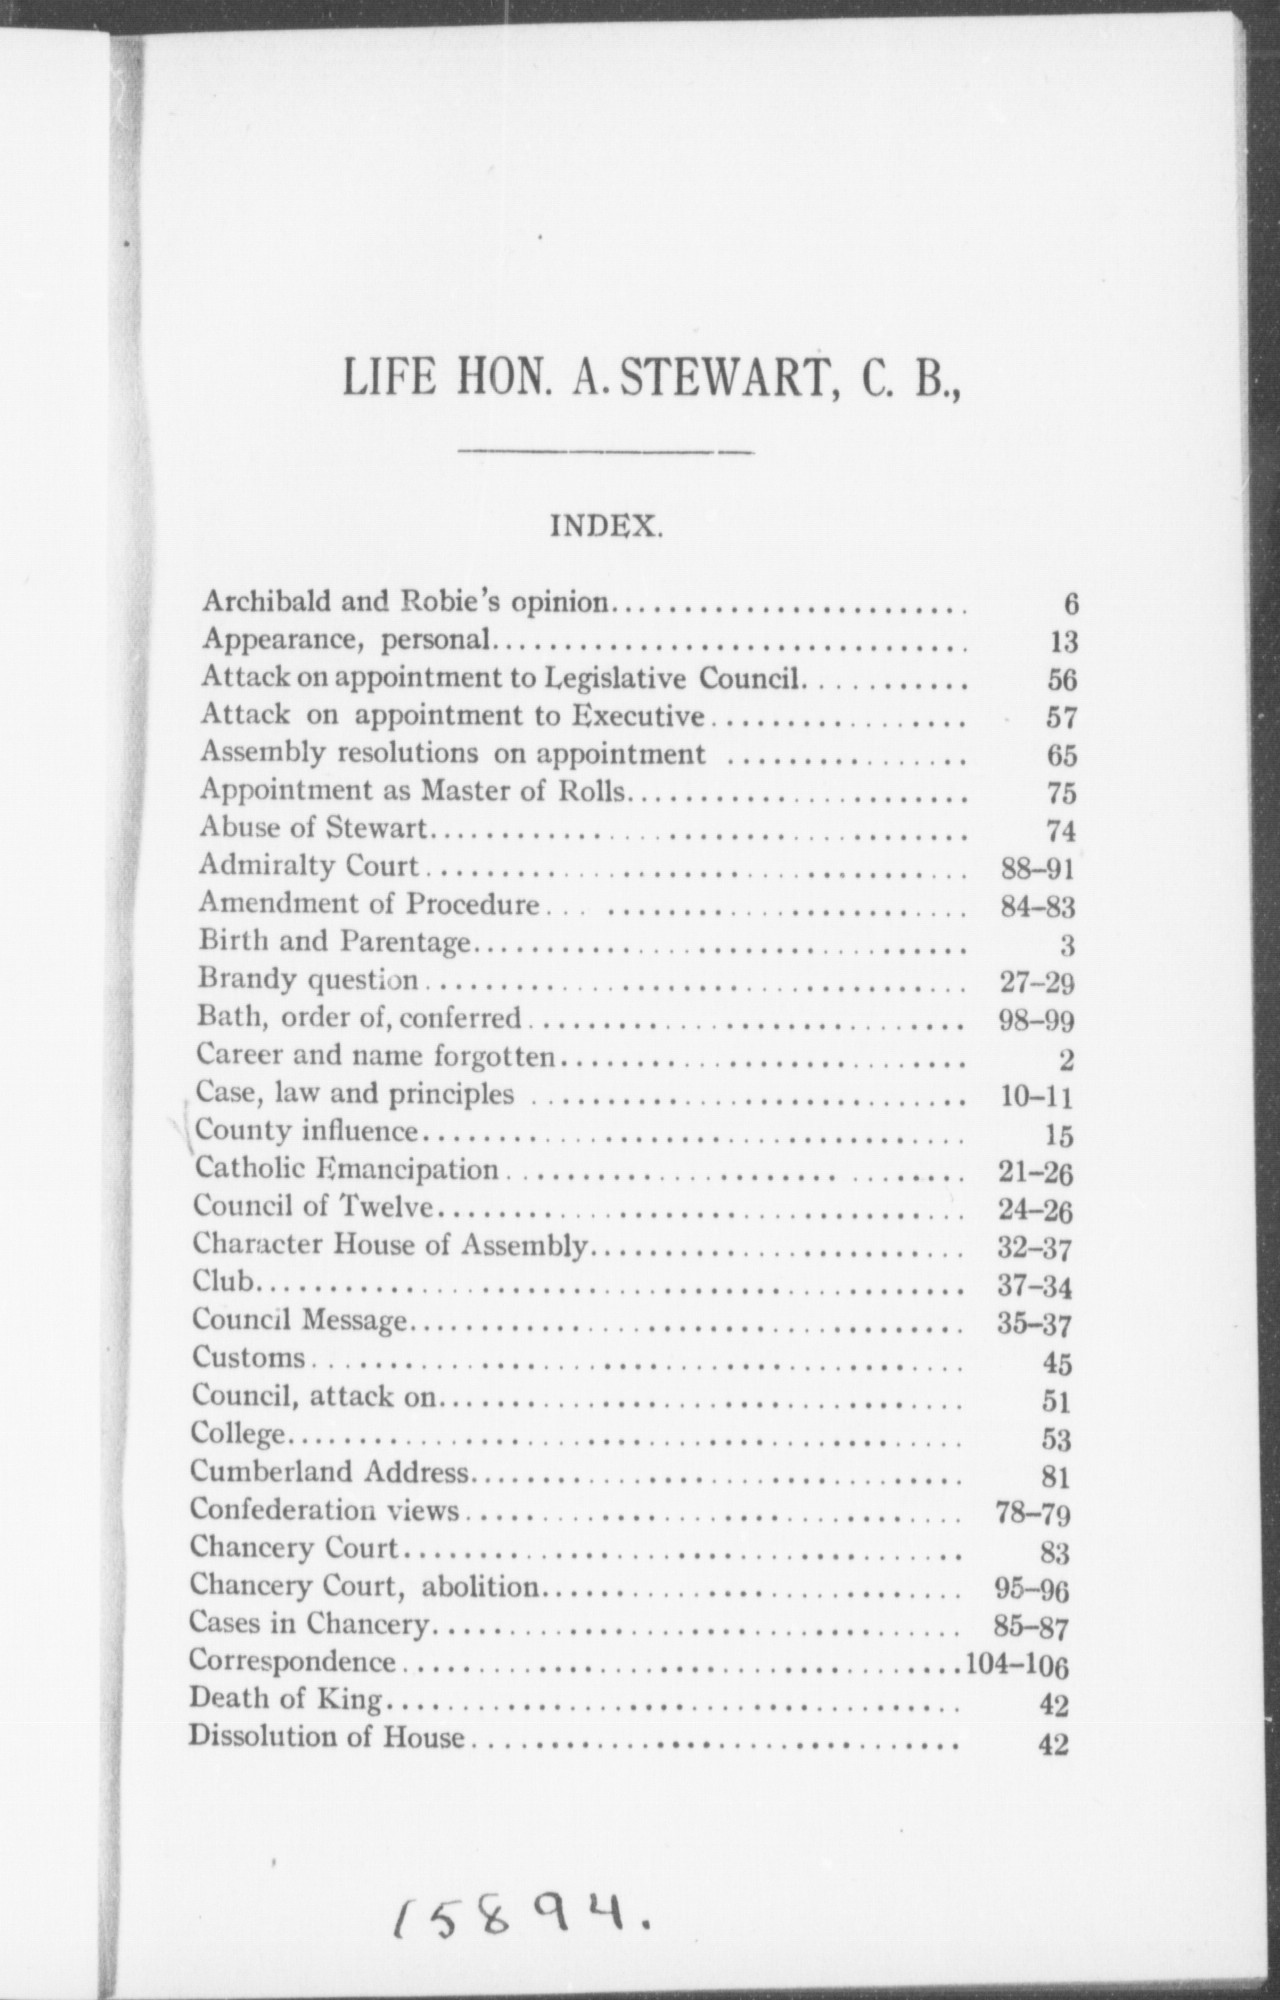 LIFE HON. A. STEWART, C. B.,
INDEX.
Archibald and Robie's opinion........................ 6
Appearance, personal................................ 13
Attack on appointment to Legislative Council........... 56
Attack on appointment to Executive................. 57
Assembly resolutions on appointment ................ 65
Appointment as Master of Rolls....................... 75
Abuse of Stewart.................................... 74
Admiralty Court.................................... 88–91
Amendment of Procedure... ........................ 84–83
Birth and Parentage................................. 3
Brandy question.................................... 27–29
Bath, order of, conferred............................. 98–99
Career and name forgotten........................... 2
Case, law and principles ............................. 10–11
County influence.................................... 15
Catholic Emancipation...................... ........ 21–26
Council of Twelve................................... 24–26
Character House of Assembly......................... 32–37
Club............................................... 37–34
Council Message..................................... 35–37
Customs........................................... 45
Council, attack on................................... 51
College............................................. 53
Cumberland Address................................. 81
Confederation views................................. 78–79
Chancery Court..................................... 83
Chancery Court, abolition............................ 95–96
Cases in Chancery................................... 85–87
Correspondence.....................................104–106
Death of King...................................... 42
Dissolution of House................................ 42
15894.